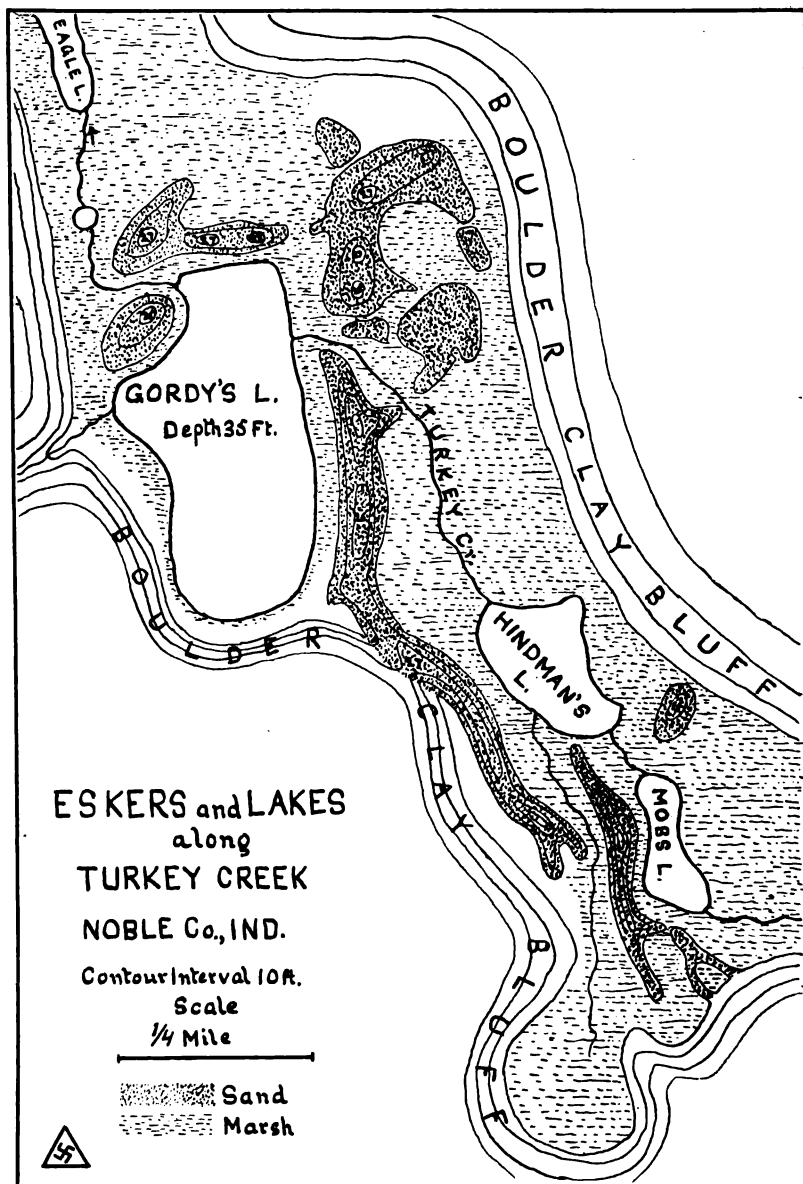 EAGLE L.
BOULDER CLAY BLUFF
GORDY'S L.
Depth 35 Ft.
TURKEY Cr.
BOULDER CLAY BLUFF
HINDMAN'S
L.
MOBS L.
ESKERS and LAKES
along
TURKEY CREEK
NOBLE Co., IND.
Contour Interval 10 ft.
Scale
1/4 Mile
Sand
Marsh